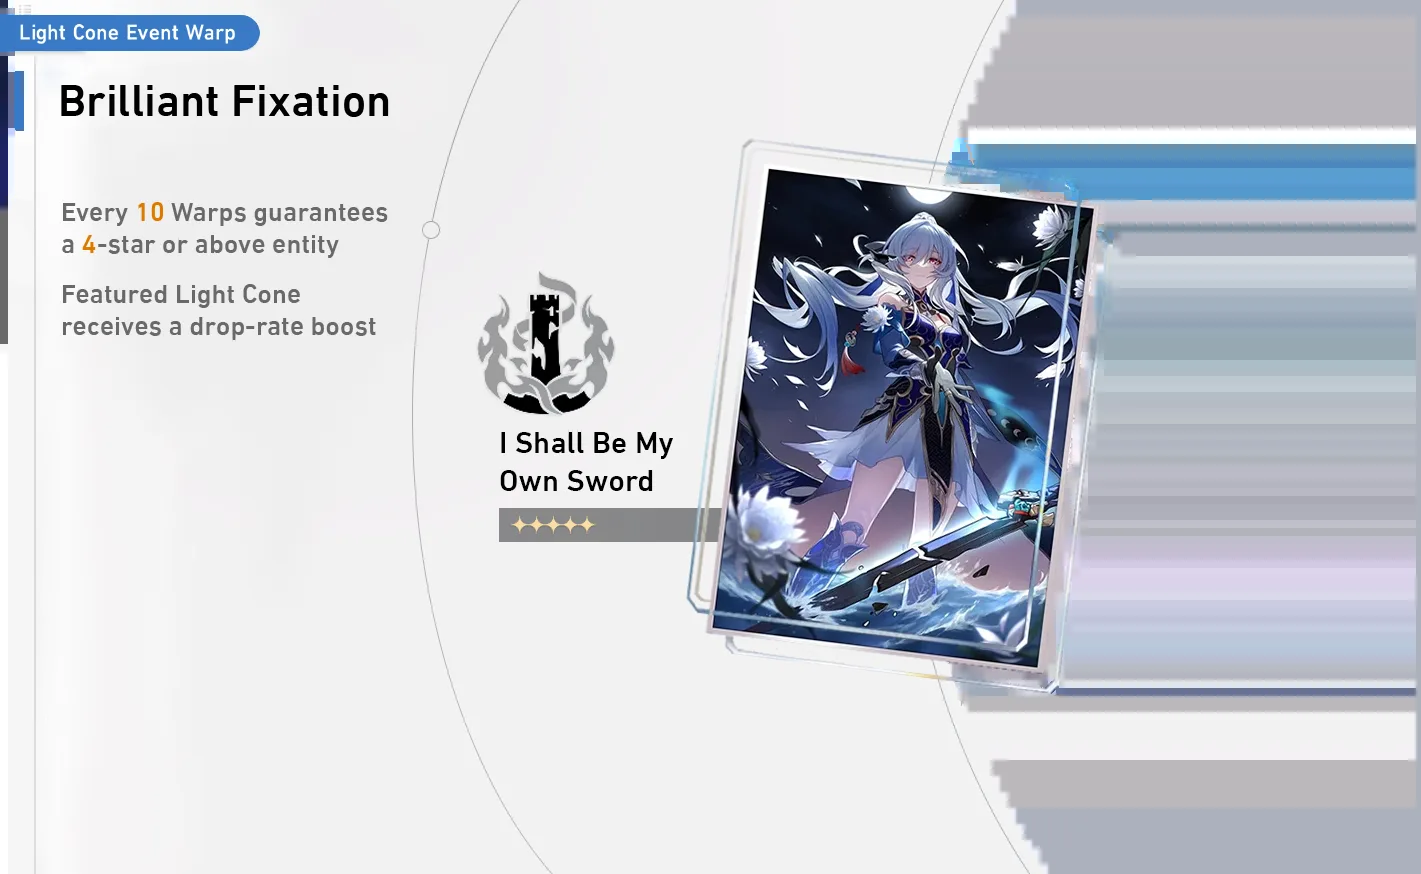 Light Cone Event Warp
Brilliant Fixation
Every 10 Warps guarantees
a 4-star or above entity
Featured Light Cone
receives a drop-rate boost
I Shall Be My
Own Sword